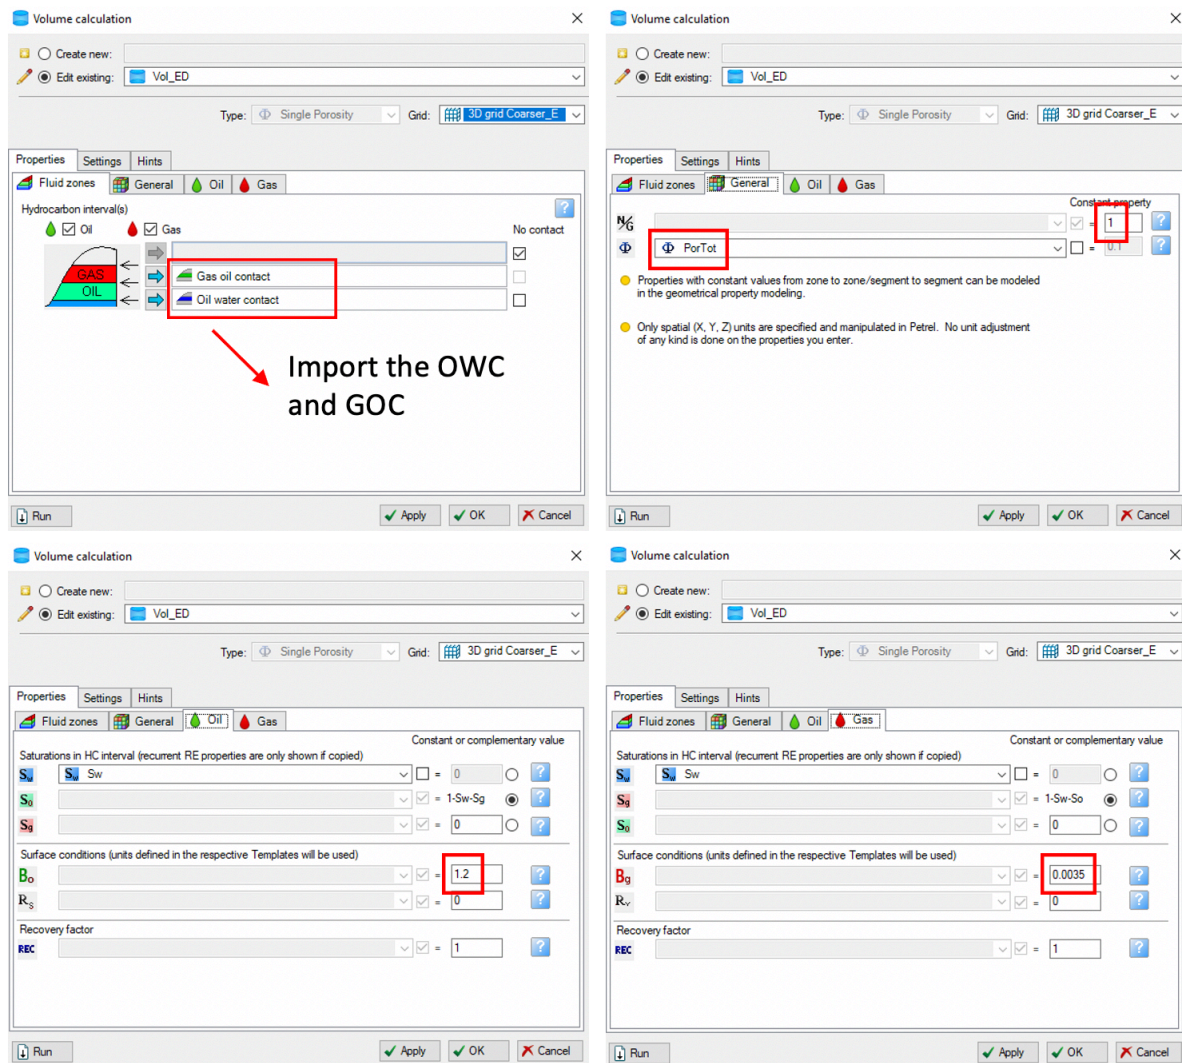 Volume calculation
Create new:
Edit existing: Vol_ED
Type: Φ Single Porosity Grid: 3D grid Coarser_E
Properties Settings Hints
Fluid zones General Oil Gas
Hydrocarbon interval(s)
Oil Gas No contact
GAS Gas oil contact
OIL Oil water contact
Import the OWC
and GOC
Run Apply OK Cancel
Volume calculation
Create new:
Edit existing: Vol_ED
Type: Φ Single Porosity Grid: 3D grid Coarser_E
Properties Settings Hints
Fluid zones General Oil Gas
Constant property
N/G = 1
Φ Φ PorTot = 0.1
Properties with constant values from zone to zone/segment to segment can be modeled
in the geometrical property modeling.
Only spatial (X, Y, Z) units are specified and manipulated in Petrel. No unit adjustment
of any kind is done on the properties you enter.
Run Apply OK Cancel
Volume calculation
Create new:
Edit existing: Vol_ED
Type: Φ Single Porosity Grid: 3D grid Coarser_E
Properties Settings Hints
Fluid zones General Oil Gas
Constant or complementary value
Saturations in HC interval (recurrent RE properties are only shown if copied)
Sw Sw Sw = 0
So = 1-Sw-Sg
Sg = 0
Surface conditions (units defined in the respective Templates will be used)
Bo = 1.2
RS = 0
Recovery factor
REC = 1
Run Apply OK Cancel
Volume calculation
Create new:
Edit existing: Vol_ED
Type: Φ Single Porosity Grid: 3D grid Coarser_E
Properties Settings Hints
Fluid zones General Oil Gas
Constant or complementary value
Saturations in HC interval (recurrent RE properties are only shown if copied)
Sw Sw Sw = 0
Sg = 1-Sw-So
So = 0
Surface conditions (units defined in the respective Templates will be used)
Bg = 0.0035
Rv = 0
Recovery factor
REC = 1
Run Apply OK Cancel